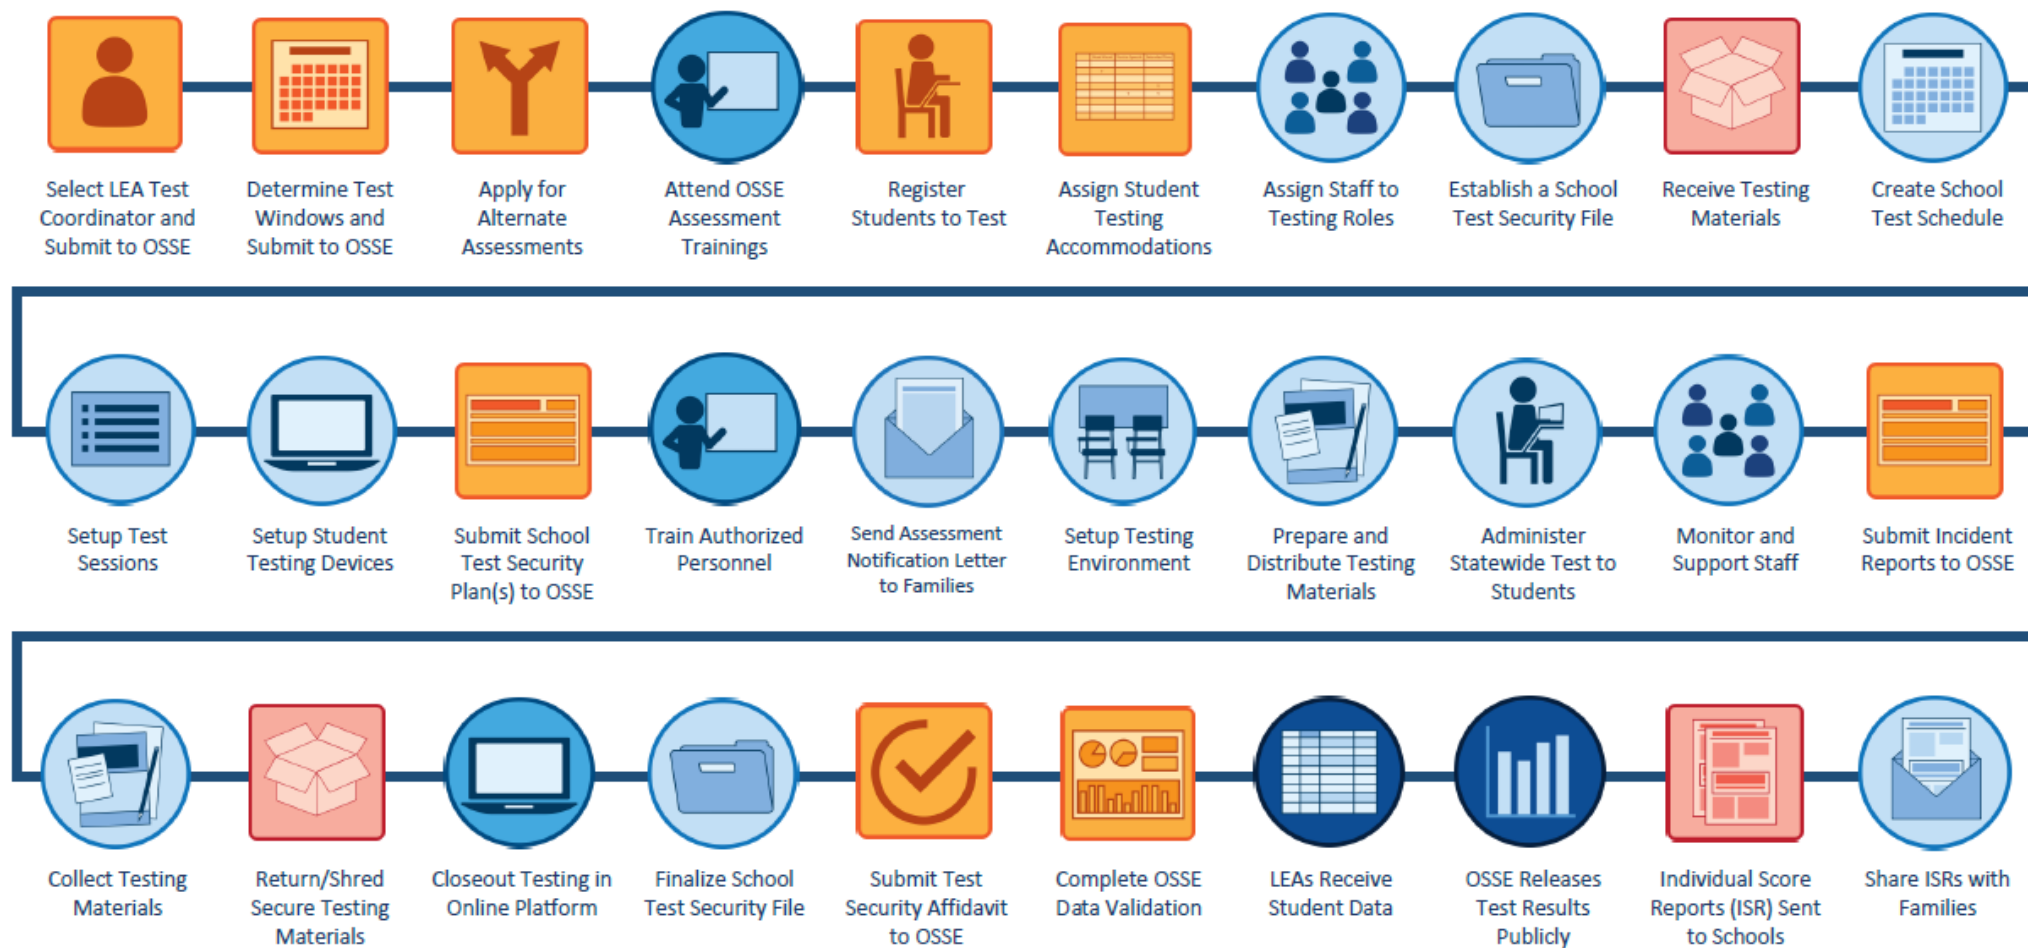 Select LEA Test
Coordinator and
Submit to OSSE
Determine Test
Windows and
Submit to OSSE
Apply for
Alternate
Assessments
Attend OSSE
Assessment
Trainings
Register
Students to Test
Assign Student
Testing
Accommodations
Assign Staff to
Testing Roles
Establish a School
Test Security File
Receive Testing
Materials
Create School
Test Schedule
Setup Test
Sessions
Setup Student
Testing Devices
Submit School
Test Security
Plan(s) to OSSE
Train Authorized
Personnel
Send Assessment
Notification Letter
to Families
Setup Testing
Environment
Prepare and
Distribute Testing
Materials
Administer
Statewide Test to
Students
Monitor and
Support Staff
Submit Incident
Reports to OSSE
Collect Testing
Materials
Return/Shred
Secure Testing
Materials
Closeout Testing in
Online Platform
Finalize School
Test Security File
Submit Test
Security Affidavit
to OSSE
Complete OSSE
Data Validation
LEAs Receive
Student Data
OSSE Releases
Test Results
Publicly
Individual Score
Reports (ISR) Sent
to Schools
Share ISRs with
Families